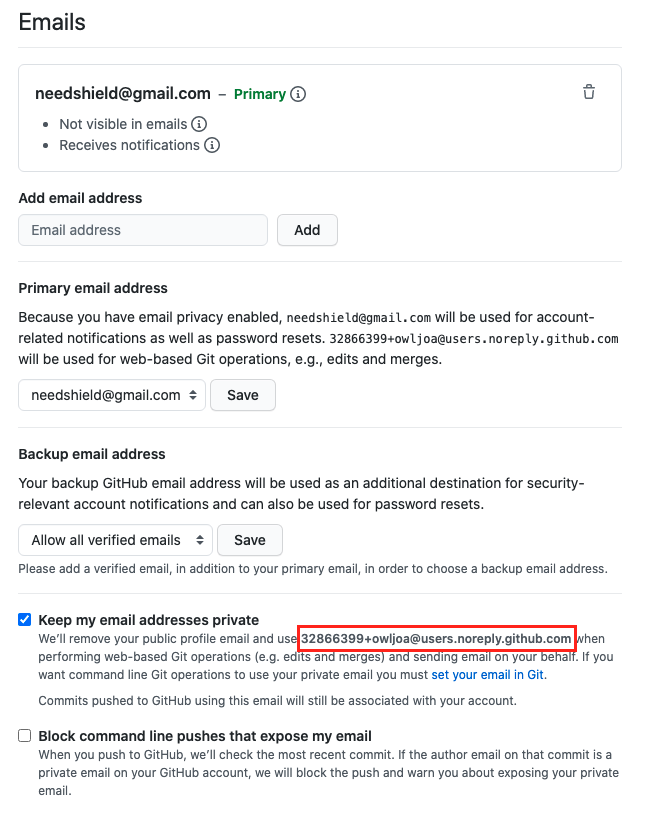 Emails
needshield@gmail.com – Primary
Not visible in emails
Receives notifications
Add email address
Email address
Add
Primary email address
Because you have email privacy enabled, needshield@gmail.com will be used for account-
related notifications as well as password resets. 32866399+owljoa@users.noreply.github.com
will be used for web-based Git operations, e.g., edits and merges.
needshield@gmail.com
Save
Backup email address
Your backup GitHub email address will be used as an additional destination for security-
relevant account notifications and can also be used for password resets.
Allow all verified emails
Save
Please add a verified email, in addition to your primary email, in order to choose a backup email address.
Keep my email addresses private
We’ll remove your public profile email and use 32866399+owljoa@users.noreply.github.com when
performing web-based Git operations (e.g. edits and merges) and sending email on your behalf. If you
want command line Git operations to use your private email you must set your email in Git.
Commits pushed to GitHub using this email will still be associated with your account.
Block command line pushes that expose my email
When you push to GitHub, we’ll check the most recent commit. If the author email on that commit is a
private email on your GitHub account, we will block the push and warn you about exposing your private
email.